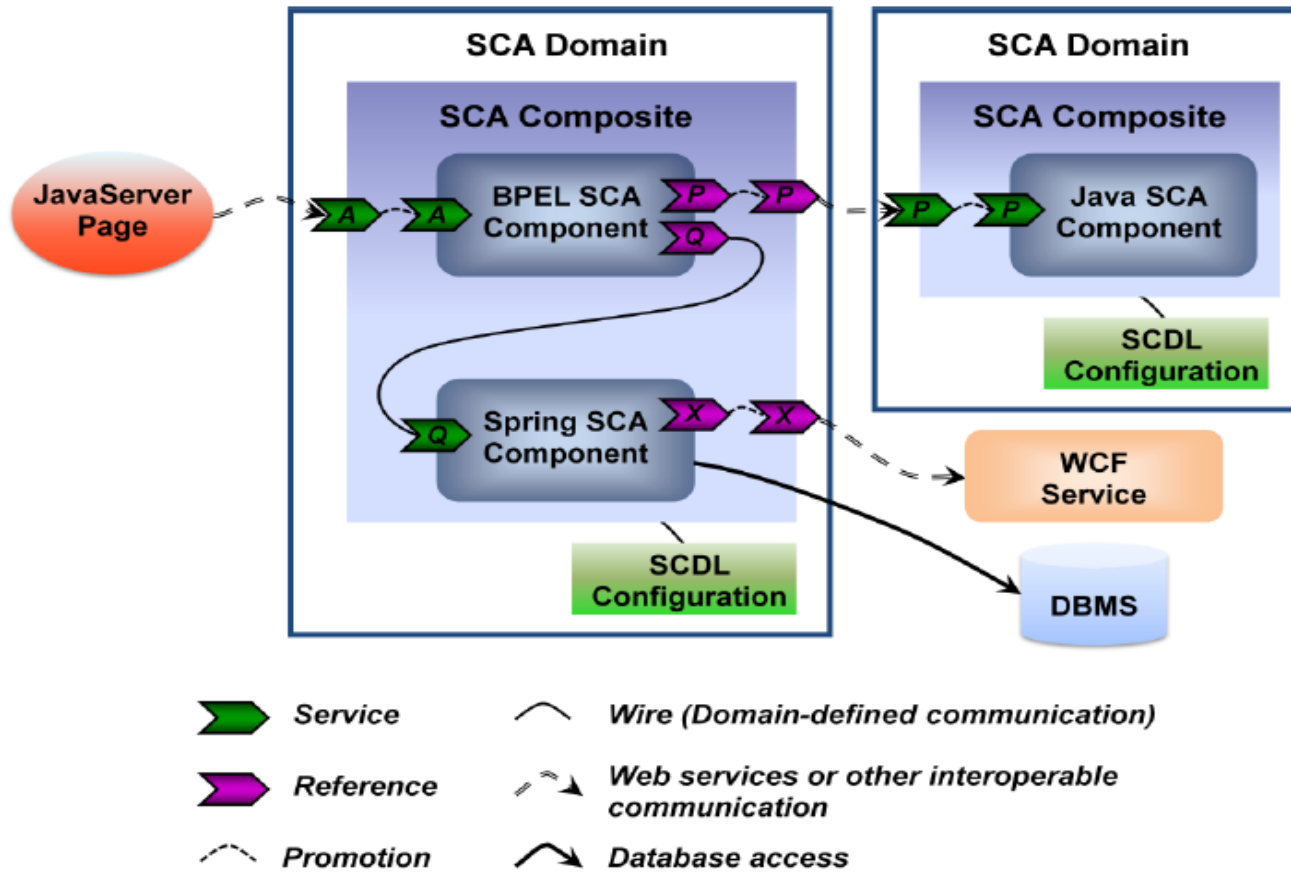 SCA Domain
SCA Composite
JavaServer
Page
A
A
BPEL SCA
Component
P
P
Q
Q
Spring SCA
Component
X
X
SCDL
Configuration
SCA Domain
SCA Composite
P
P
Java SCA
Component
SCDL
Configuration
WCF
Service
DBMS
Service
Wire (Domain-defined communication)
Reference
Web services or other interoperable
communication
Promotion
Database access